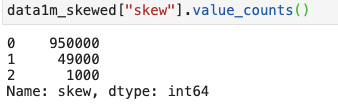 data1m_skewed["skew"].value_counts()
0    950000
1     49000
2      1000
Name: skew, dtype: int64